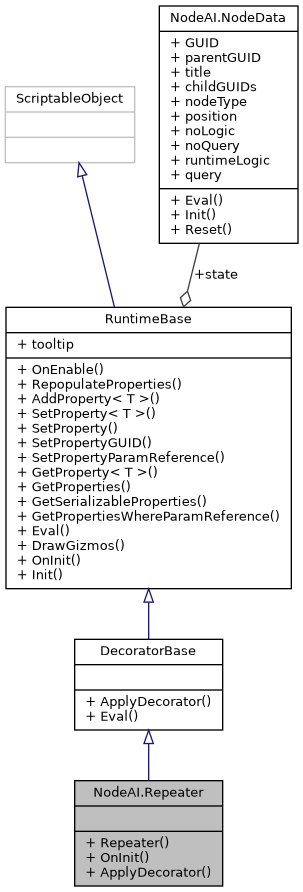 NodeAI.NodeData
+ GUID
+ parentGUID
+ title
+ childGUIDs
+ nodeType
+ position
+ noLogic
+ noQuery
+ runtimeLogic
+ query
+ Eval()
+ Init()
+ Reset()
ScriptableObject
+state
RuntimeBase
+ tooltip
+ OnEnable()
+ RepopulateProperties()
+ AddProperty< T >()
+ SetProperty< T >()
+ SetProperty()
+ SetPropertyGUID()
+ SetPropertyParamReference()
+ GetProperty< T >()
+ GetProperties()
+ GetSerializableProperties()
+ GetPropertiesWhereParamReference()
+ Eval()
+ DrawGizmos()
+ OnInit()
+ Init()
DecoratorBase
+ ApplyDecorator()
+ Eval()
NodeAI.Repeater
+ Repeater()
+ OnInit()
+ ApplyDecorator()